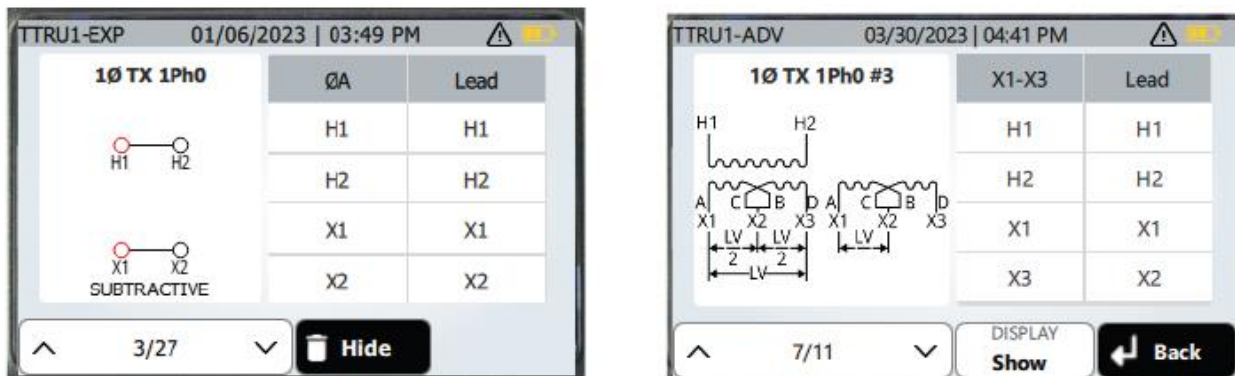 TTRU1-EXP 01/06/2023 | 03:49 PM
1Ø TX 1Ph0
ØA Lead
H1 H2
H1 H1
H2 H2
X1 X1
X2 X2
X1 X2
SUBTRACTIVE
3/27
Hide
TTRU1-ADV 03/30/2023 | 04:41 PM
1Ø TX 1Ph0 #3
X1-X3 Lead
H1 H2
H1 H1
H2 H2
X1 X1
X3 X2
A C B D A C B D
X1 X2 X3 X1 X2 X3
LV LV LV
2 2
LV
7/11
DISPLAY
Show
Back